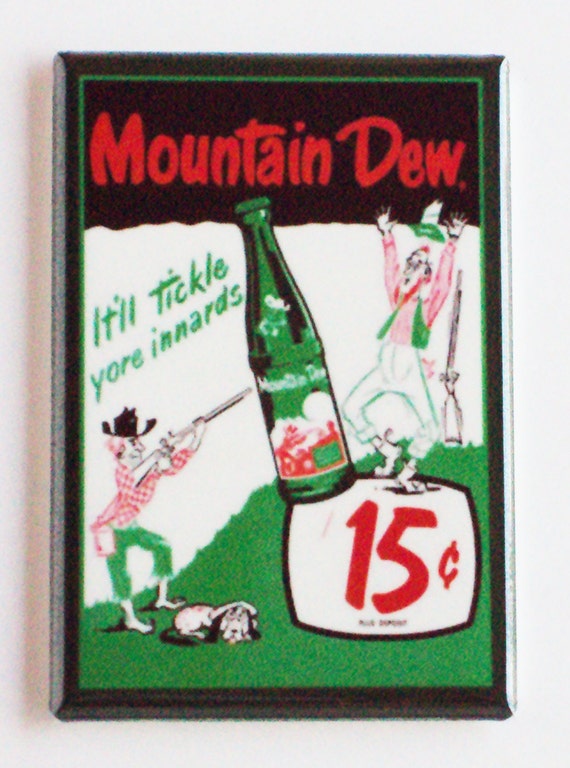 Mountain Dew.
It'll tickle
yore innards
Mountain Dew
15¢
PLUS DEPOSIT